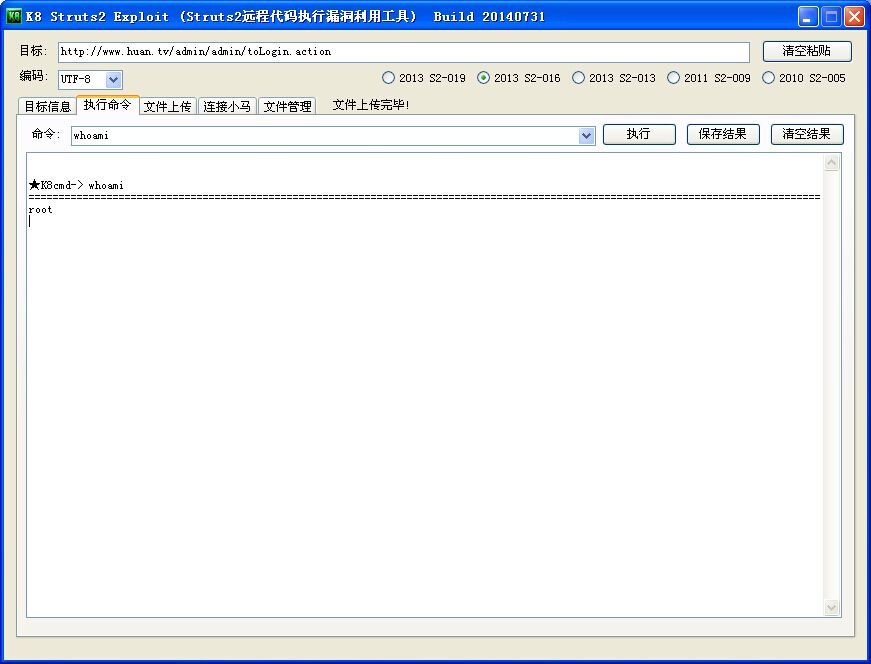 K8 Struts2 Exploit (Struts2远程代码执行漏洞利用工具) Build 20140731
目标: http://www.huan.tv/admin/admin/toLogin.action 清空粘贴
编码: UTF-8 2013 S2-019 2013 S2-016 2013 S2-013 2011 S2-009 2010 S2-005
目标信息 执行命令 文件上传 连接小马 文件管理 文件上传完毕!
命令: whoami 执行 保存结果 清空结果
★K8cmd-> whoami
====================================================================================================================================
root